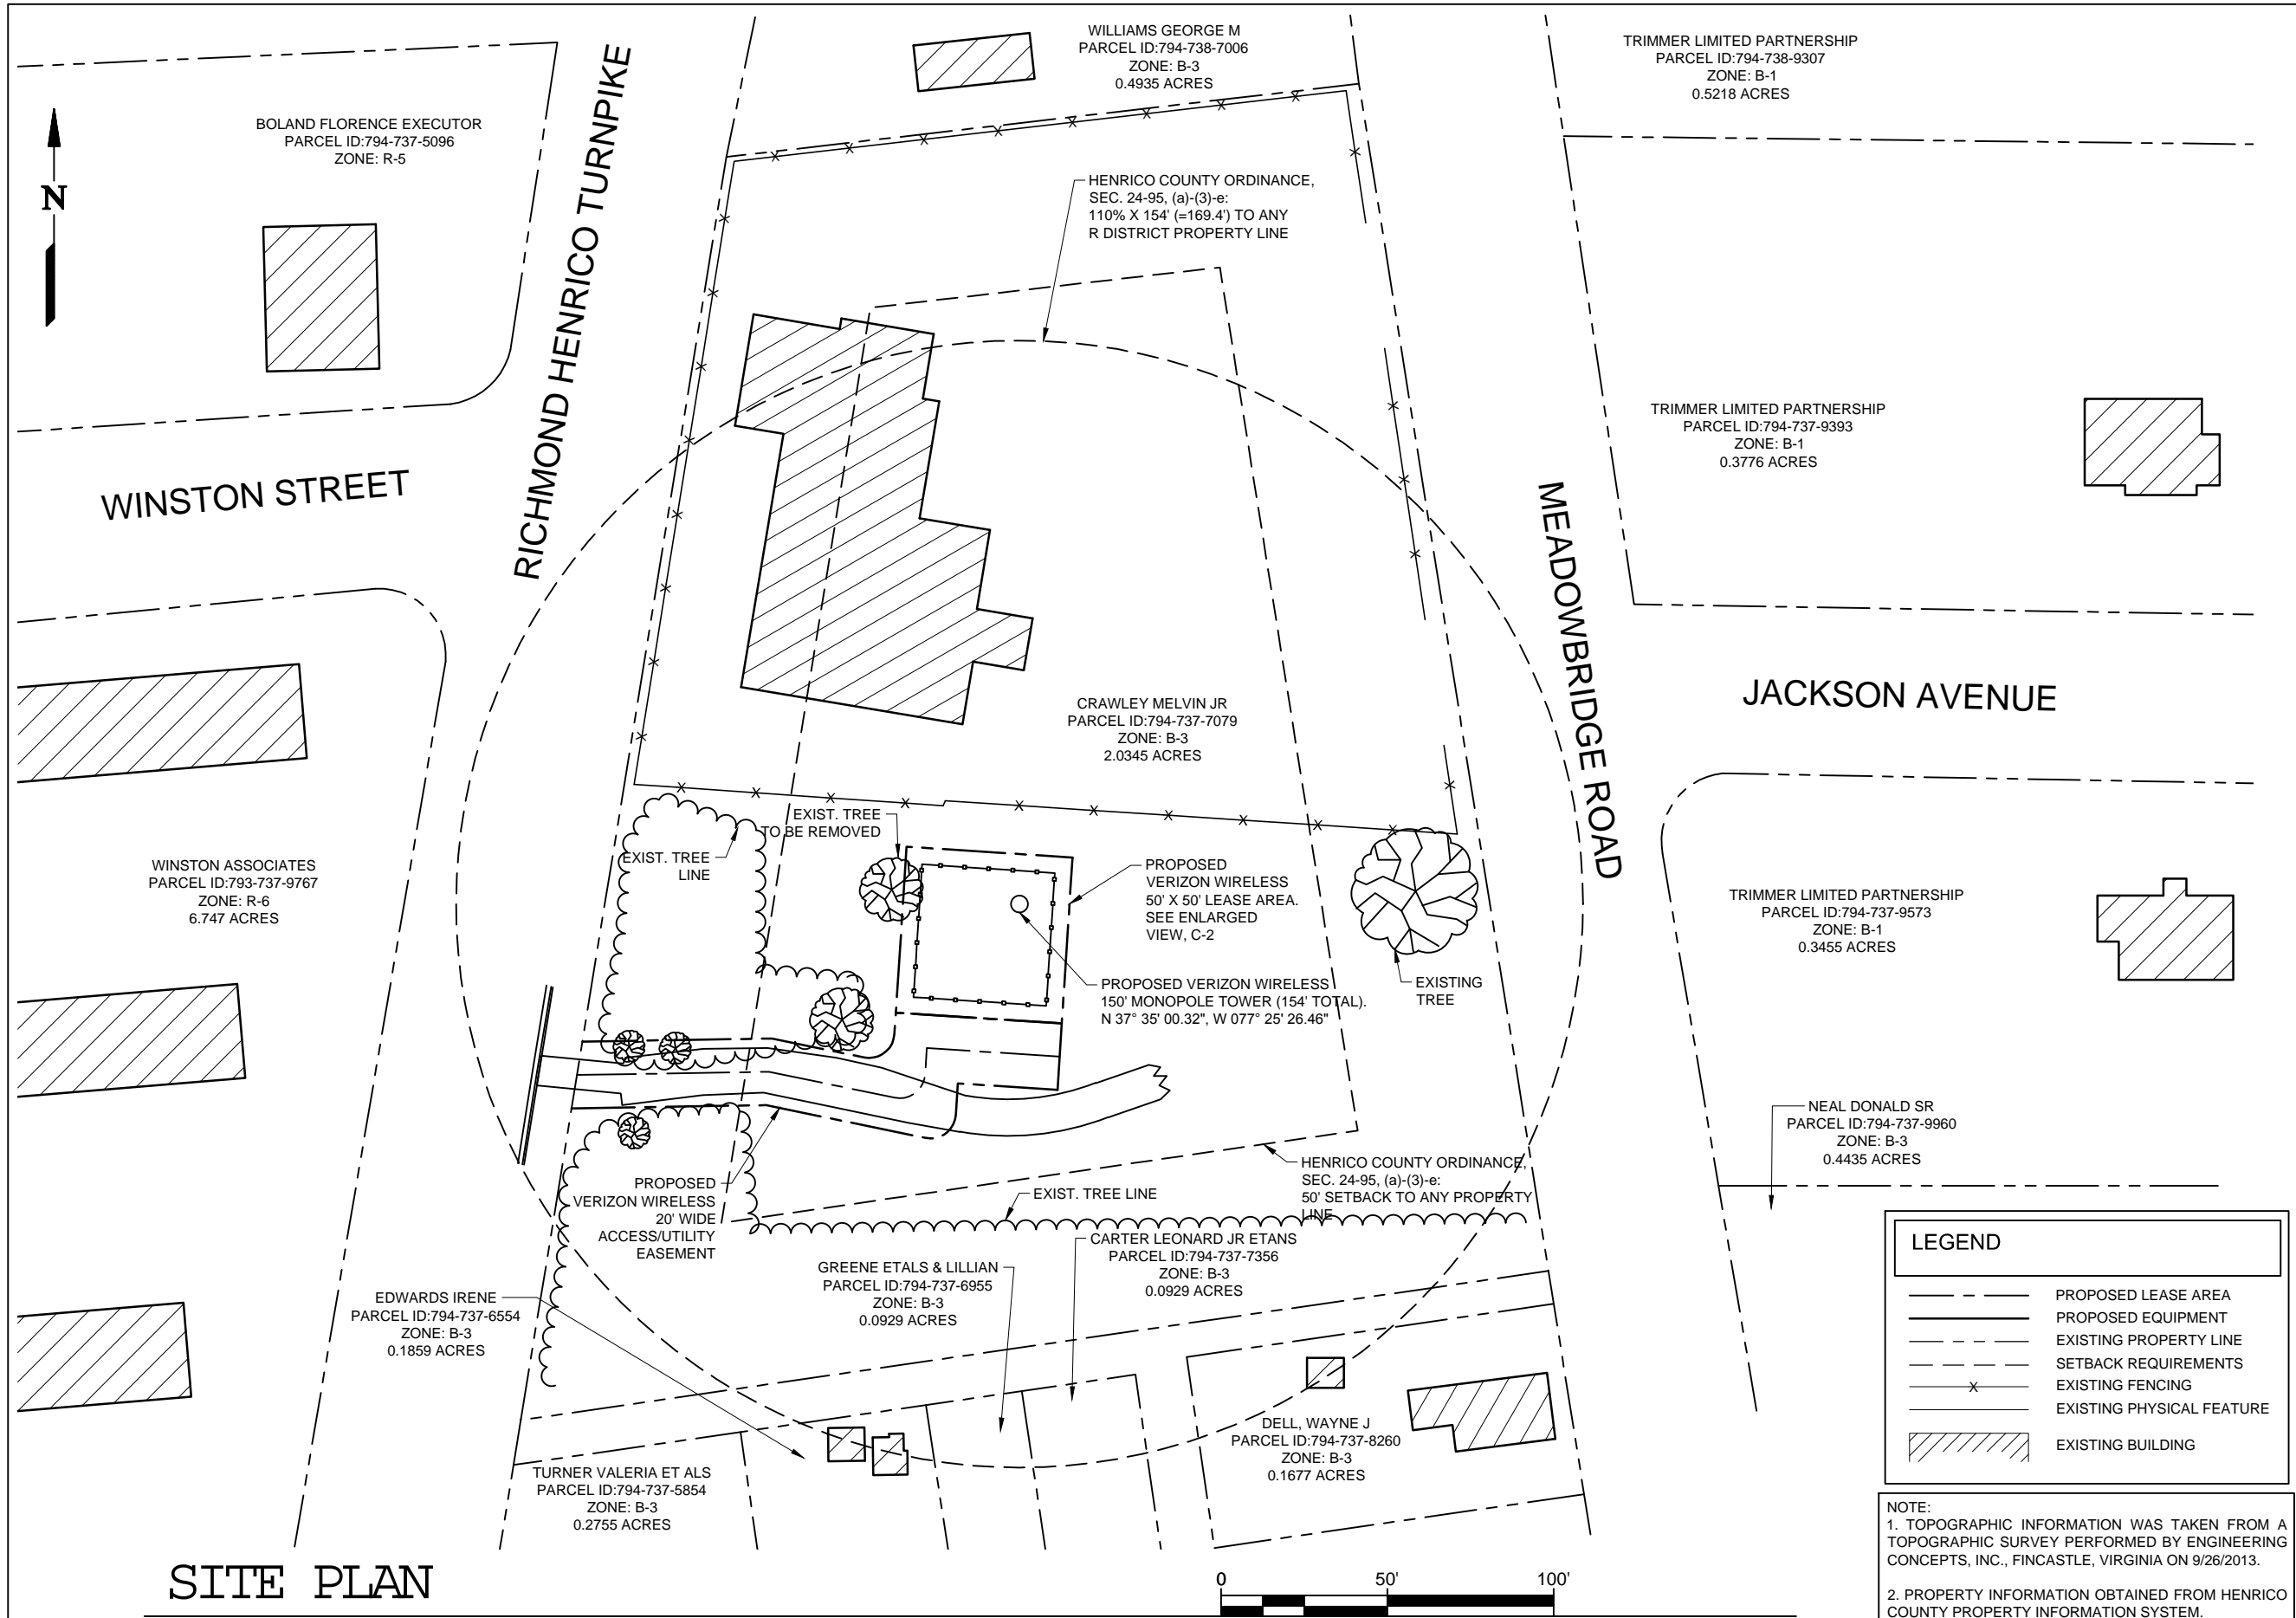 WILLIAMS GEORGE M
PARCEL ID:794-738-7006
ZONE: B-3
0.4935 ACRES
TRIMMER LIMITED PARTNERSHIP
PARCEL ID:794-738-9307
ZONE: B-1
0.5218 ACRES
BOLAND FLORENCE EXECUTOR
PARCEL ID:794-737-5096
ZONE: R-5
N
RICHMOND HENRICO TURNPIKE
HENRICO COUNTY ORDINANCE,
SEC. 24-95, (a)-(3)-e:
110% X 154' (=169.4') TO ANY
R DISTRICT PROPERTY LINE
TRIMMER LIMITED PARTNERSHIP
PARCEL ID:794-737-9393
ZONE: B-1
0.3776 ACRES
WINSTON STREET
MEADOWBRIDGE ROAD
JACKSON AVENUE
CRAWLEY MELVIN JR
PARCEL ID:794-737-7079
ZONE: B-3
2.0345 ACRES
EXIST. TREE
TO BE REMOVED
EXIST. TREE
LINE
WINSTON ASSOCIATES
PARCEL ID:793-737-9767
ZONE: R-6
6.747 ACRES
PROPOSED
VERIZON WIRELESS
50' X 50' LEASE AREA.
SEE ENLARGED
VIEW, C-2
TRIMMER LIMITED PARTNERSHIP
PARCEL ID:794-737-9573
ZONE: B-1
0.3455 ACRES
PROPOSED VERIZON WIRELESS
150' MONOPOLE TOWER (154' TOTAL).
N 37° 35' 00.32", W 077° 25' 26.46"
EXISTING
TREE
NEAL DONALD SR
PARCEL ID:794-737-9960
ZONE: B-3
0.4435 ACRES
PROPOSED
VERIZON WIRELESS
20' WIDE
ACCESS/UTILITY
EASEMENT
EXIST. TREE LINE
HENRICO COUNTY ORDINANCE,
SEC. 24-95, (a)-(3)-e:
50' SETBACK TO ANY PROPERTY
LINE
CARTER LEONARD JR ETANS
PARCEL ID:794-737-7356
ZONE: B-3
0.0929 ACRES
GREENE ETALS & LILLIAN
PARCEL ID:794-737-6955
ZONE: B-3
0.0929 ACRES
EDWARDS IRENE
PARCEL ID:794-737-6554
ZONE: B-3
0.1859 ACRES
DELL, WAYNE J
PARCEL ID:794-737-8260
ZONE: B-3
0.1677 ACRES
TURNER VALERIA ET ALS
PARCEL ID:794-737-5854
ZONE: B-3
0.2755 ACRES
LEGEND
PROPOSED LEASE AREA
PROPOSED EQUIPMENT
EXISTING PROPERTY LINE
SETBACK REQUIREMENTS
X EXISTING FENCING
EXISTING PHYSICAL FEATURE
EXISTING BUILDING
NOTE:
1. TOPOGRAPHIC INFORMATION WAS TAKEN FROM A
TOPOGRAPHIC SURVEY PERFORMED BY ENGINEERING
CONCEPTS, INC., FINCASTLE, VIRGINIA ON 9/26/2013.
2. PROPERTY INFORMATION OBTAINED FROM HENRICO
COUNTY PROPERTY INFORMATION SYSTEM.
SITE PLAN
0 50' 100'